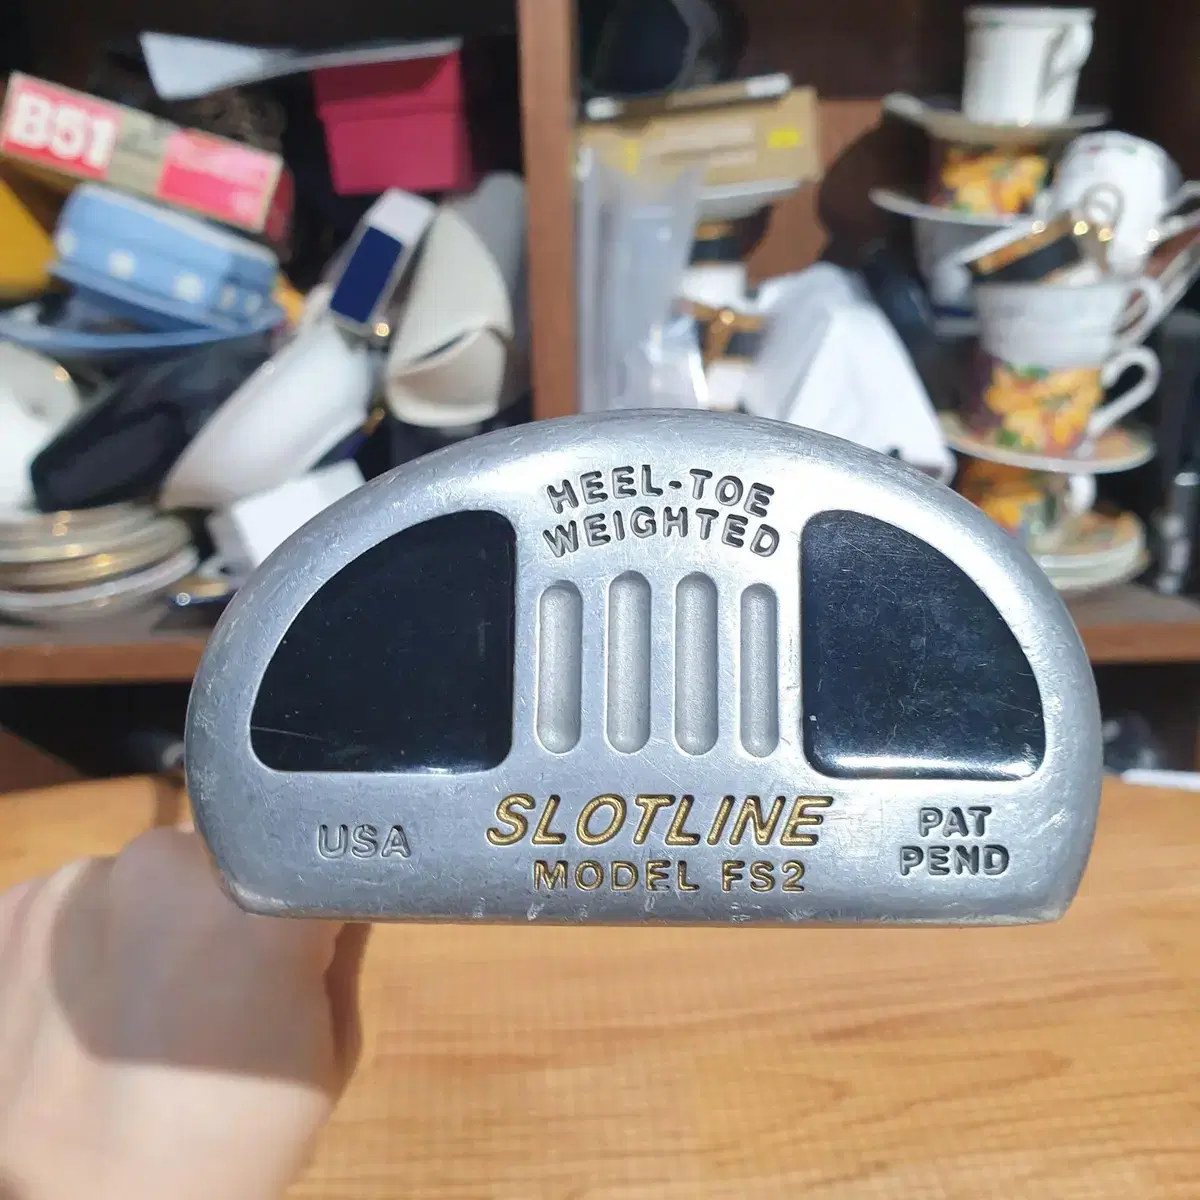 B51
HEEL-TOE
WEIGHTED
SLOTLINE
MODEL FS2
USA
PAT
PEND